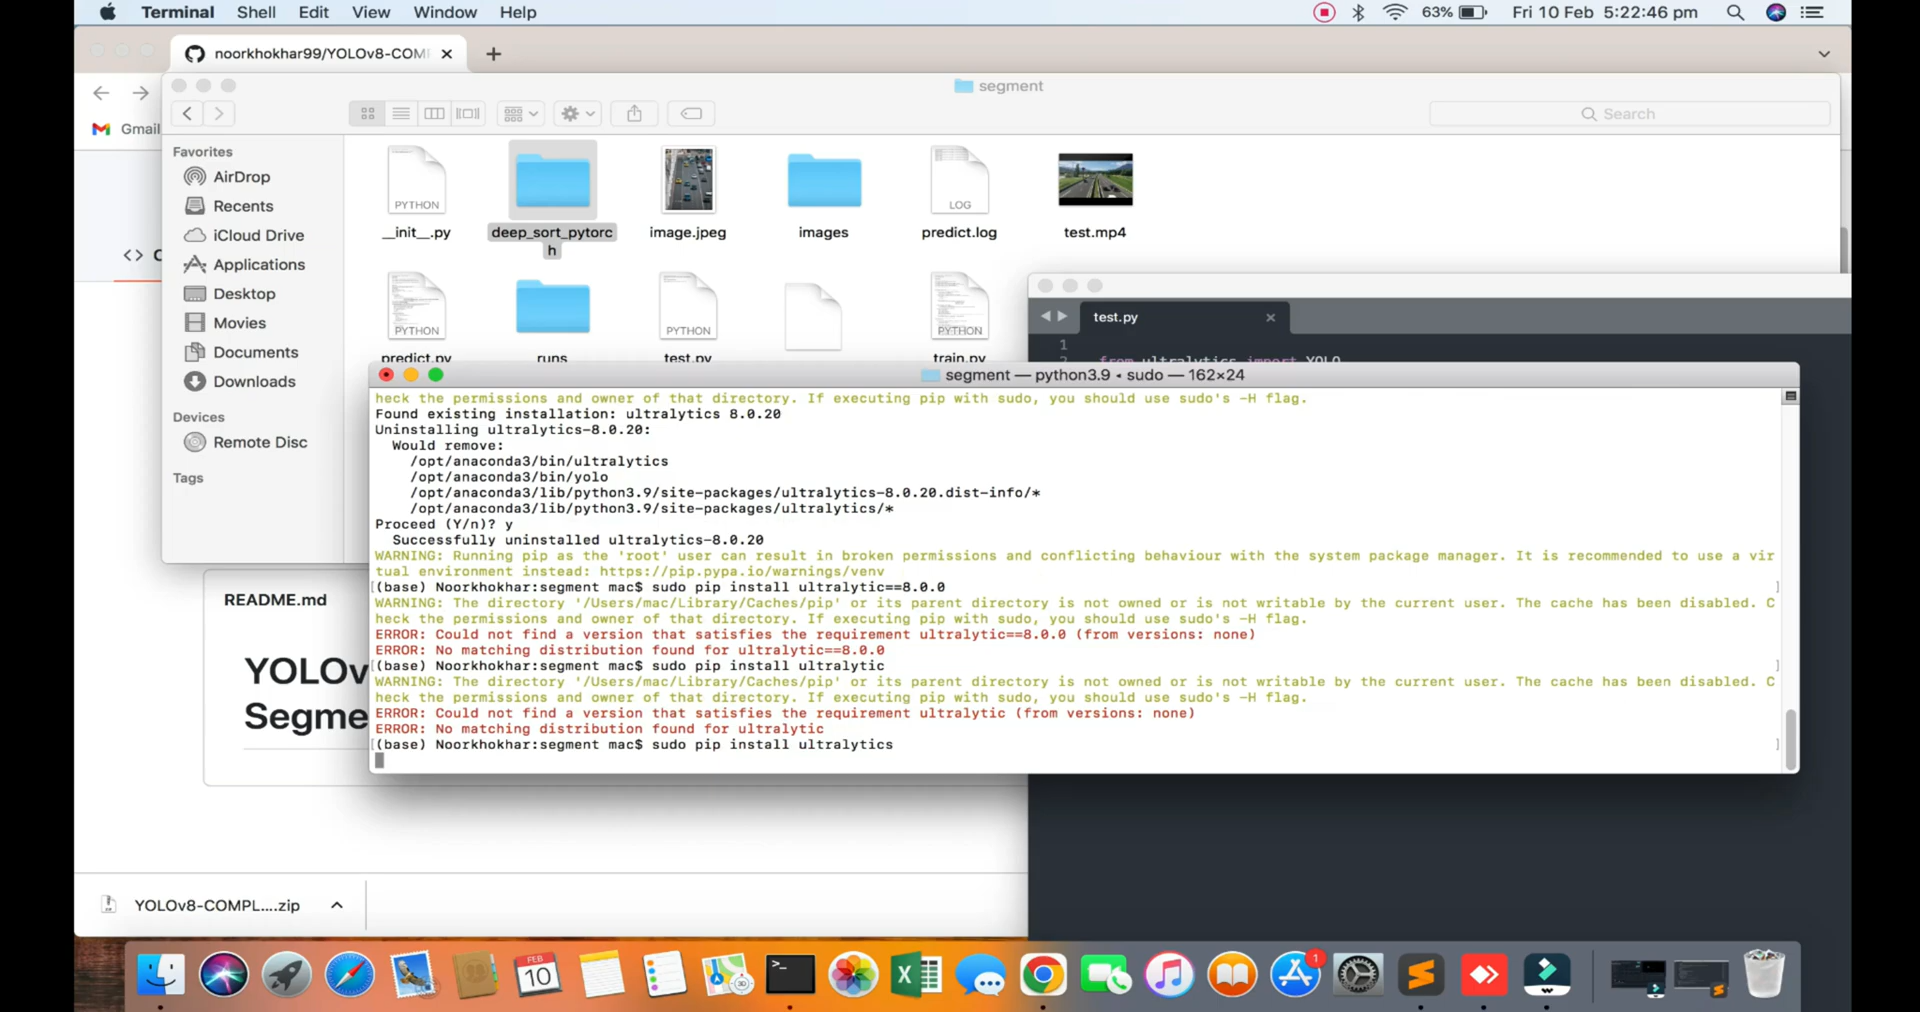 Terminal Shell Edit View Window Help 63% Fri 10 Feb 5:22:46 pm
noorkhokhar99/YOLOv8-COM
segment
Gmail
Search
Favorites
AirDrop
Recents
iCloud Drive
Applications
Desktop
Movies
Documents
Downloads
Devices
Remote Disc
Tags
PYTHON
LOG
__init__.py
deep_sort_pytorc
h
image.jpeg
images
predict.log
test.mp4
PYTHON
PYTHON
PYTHON
predict.py
runs
test.py
train.py
<> C
test.py
1
2 from ultralytics import YOLO
segment — python3.9 • sudo — 162×24
heck the permissions and owner of that directory. If executing pip with sudo, you should use sudo's -H flag.
Found existing installation: ultralytics 8.0.20
Uninstalling ultralytics-8.0.20:
Would remove:
/opt/anaconda3/bin/ultralytics
/opt/anaconda3/bin/yolo
/opt/anaconda3/lib/python3.9/site-packages/ultralytics-8.0.20.dist-info/*
/opt/anaconda3/lib/python3.9/site-packages/ultralytics/*
Proceed (Y/n)? y
Successfully uninstalled ultralytics-8.0.20
WARNING: Running pip as the 'root' user can result in broken permissions and conflicting behaviour with the system package manager. It is recommended to use a vir
tual environment instead: https://pip.pypa.io/warnings/venv
[(base) Noorkhokhar:segment mac$ sudo pip install ultralytic==8.0.0 ]
WARNING: The directory '/Users/mac/Library/Caches/pip' or its parent directory is not owned or is not writable by the current user. The cache has been disabled. C
heck the permissions and owner of that directory. If executing pip with sudo, you should use sudo's -H flag.
ERROR: Could not find a version that satisfies the requirement ultralytic==8.0.0 (from versions: none)
ERROR: No matching distribution found for ultralytic==8.0.0
[(base) Noorkhokhar:segment mac$ sudo pip install ultralytic ]
WARNING: The directory '/Users/mac/Library/Caches/pip' or its parent directory is not owned or is not writable by the current user. The cache has been disabled. C
heck the permissions and owner of that directory. If executing pip with sudo, you should use sudo's -H flag.
ERROR: Could not find a version that satisfies the requirement ultralytic (from versions: none)
ERROR: No matching distribution found for ultralytic
[(base) Noorkhokhar:segment mac$ sudo pip install ultralytics ]
README.md
YOLOv
Segme
YOLOv8-COMPL....zip
FEB
10
1